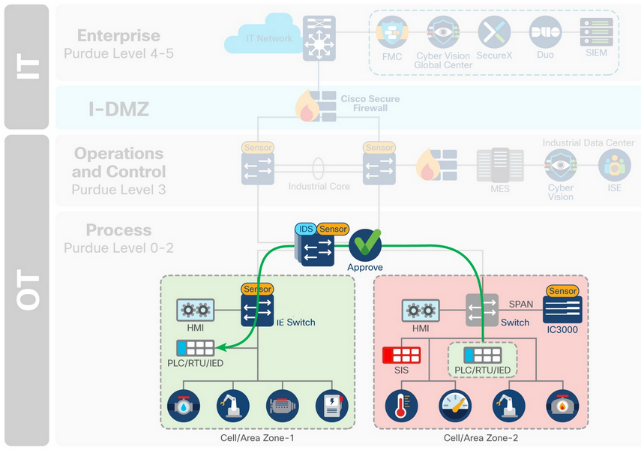 IT
Enterprise
Purdue Level 4-5
IT Network
FMC
Cyber Vision
Global Center
SecureX
Duo
SIEM
I-DMZ
Cisco Secure
Firewall
OT
Operations
and Control
Purdue Level 3
Sensor
Sensor
Industrial Core
Industrial Data Center
MES
Cyber
Vision
ISE
Process
Purdue Level 0-2
IDS
Sensor
Approve
Sensor
HMI
IE Switch
PLC/RTU/IED
Cell/Area Zone-1
HMI
Switch
SPAN
Sensor
IC3000
SIS
PLC/RTU/IED
Cell/Area Zone-2